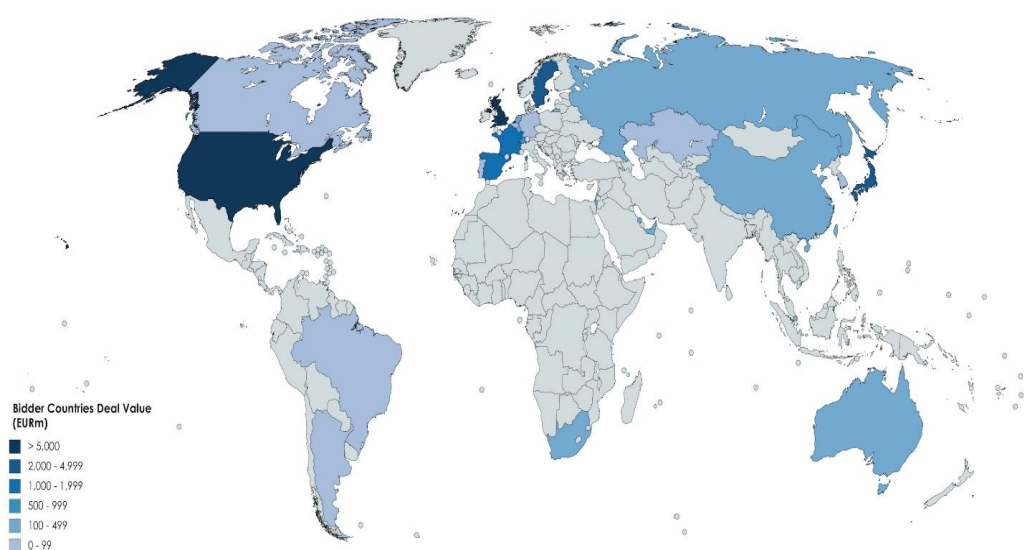 Bidder Countries Deal Value
(EURm)
> 5,000
2,000 - 4,999
1,000 - 1,999
500 - 999
100 - 499
0 - 99